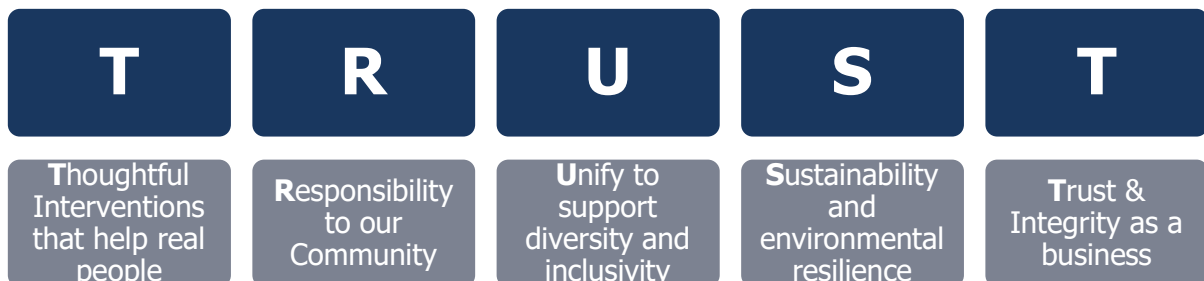 T R U S T
Thoughtful
Interventions
that help real
people
Responsibility
to our
Community
Unify to
support
diversity and
inclusivity
Sustainability
and
environmental
resilience
Trust &
Integrity as a
business